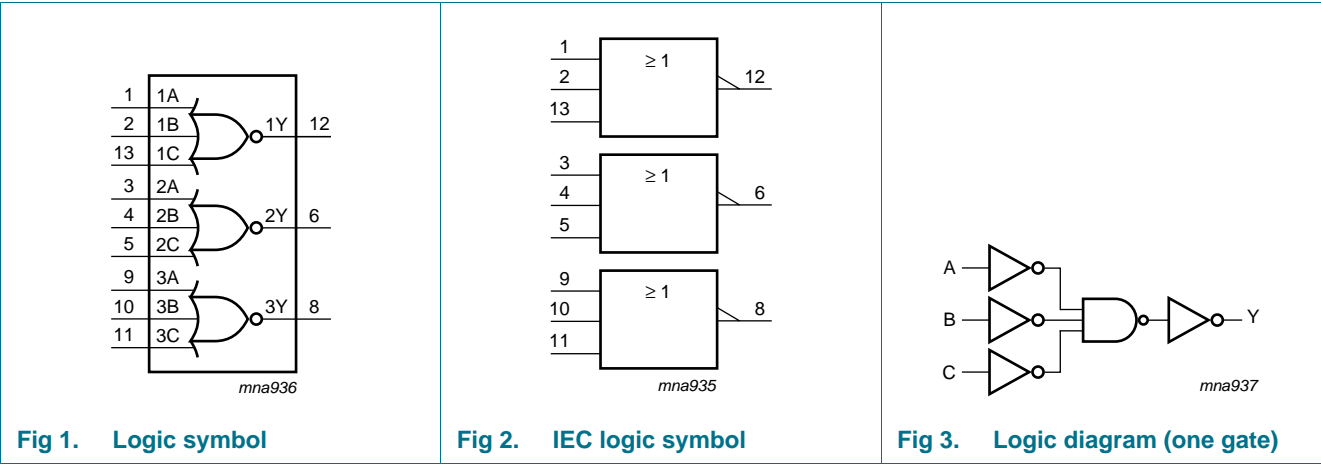 1 1A
2 1B 1Y 12
13 1C
3 2A
4 2B 2Y 6
5 2C
9 3A
10 3B 3Y 8
11 3C
mna936
Fig 1. Logic symbol
1 ≥ 1
2 12
13
3 ≥ 1
4 6
5
9 ≥ 1
10 8
11
mna935
Fig 2. IEC logic symbol
A
B Y
C
mna937
Fig 3. Logic diagram (one gate)